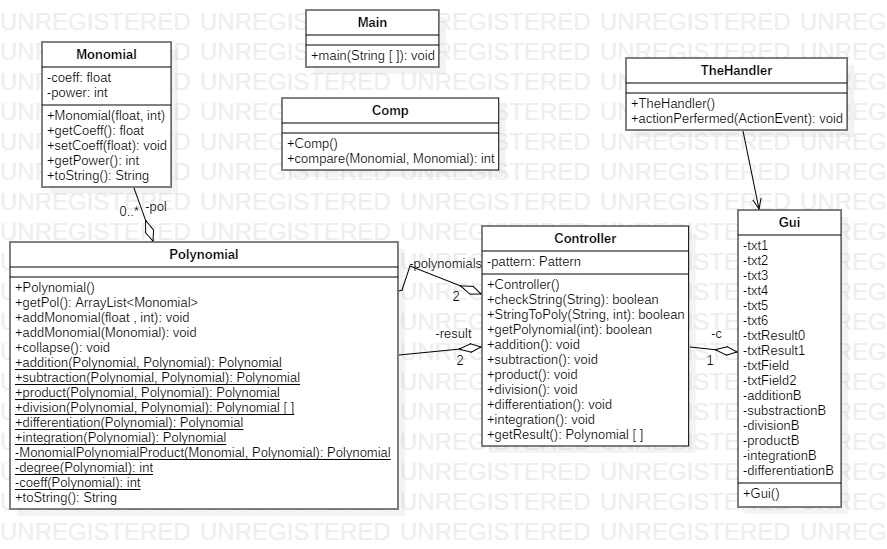 UNREGISTERED
Main
+main(String [ ]): void
Monomial
-coeff: float
-power: int
+Monomial(float, int)
+getCoeff(): float
+setCoeff(float): void
+getPower(): int
+toString(): String
Comp
+Comp()
+compare(Monomial, Monomial): int
TheHandler
+TheHandler()
+actionPerfermed(ActionEvent): void
0..*
-pol
Polynomial
+Polynomial()
+getPol(): ArrayList<Monomial>
+addMonomial(float , int): void
+addMonomial(Monomial): void
+collapse(): void
+addition(Polynomial, Polynomial): Polynomial
+subtraction(Polynomial, Polynomial): Polynomial
+product(Polynomial, Polynomial): Polynomial
+division(Polynomial, Polynomial): Polynomial [ ]
+differentiation(Polynomial): Polynomial
+integration(Polynomial): Polynomial
-MonomialPolynomialProduct(Monomial, Polynomial): Polynomial
-degree(Polynomial): int
-coeff(Polynomial): int
+toString(): String
-polynomials
2
-result
2
Controller
-pattern: Pattern
+Controller()
+checkString(String): boolean
+StringToPoly(String, int): boolean
+getPolynomial(int): boolean
+addition(): void
+subtraction(): void
+product(): void
+division(): void
+differentiation(): void
+integration(): void
+getResult(): Polynomial [ ]
-c
1
Gui
-txt1
-txt2
-txt3
-txt4
-txt5
-txt6
-txtResult0
-txtResult1
-txtField
-txtField2
-additionB
-substractionB
-divisionB
-productB
-integrationB
-differentiationB
+Gui()